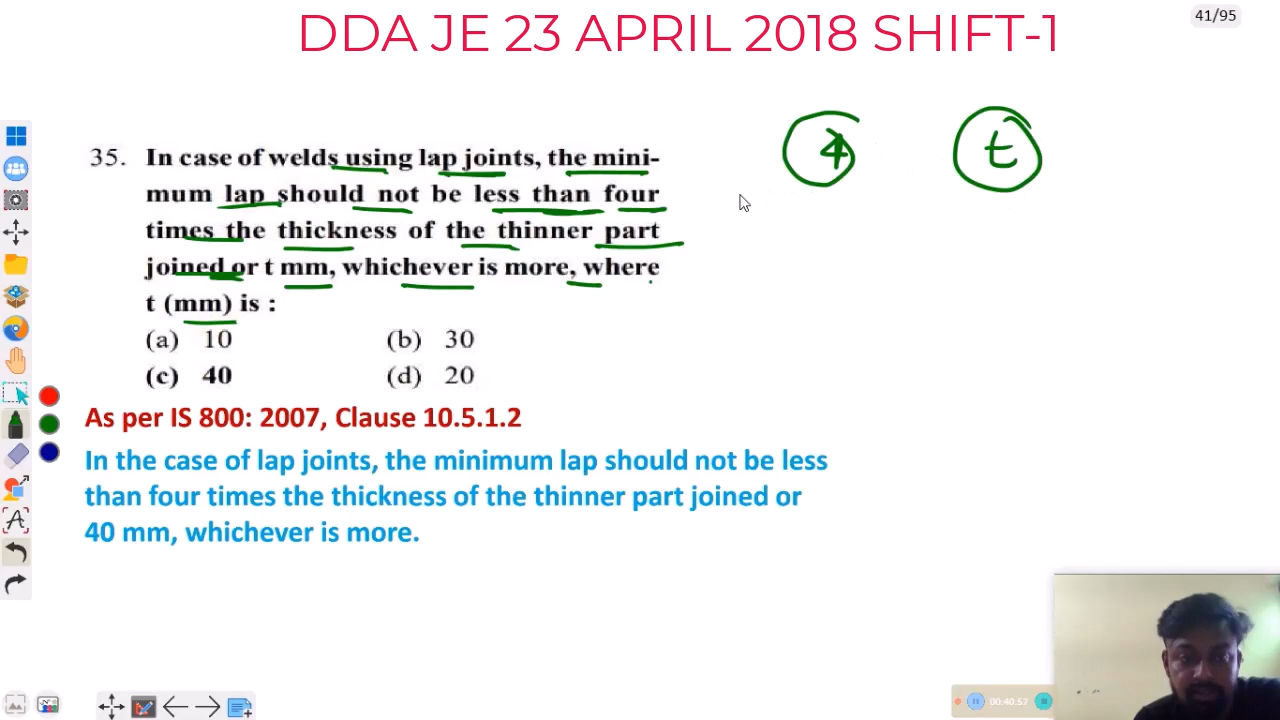 DDA JE 23 APRIL 2018 SHIFT-1
41/95
4 t
35. In case of welds using lap joints, the mini-
mum lap should not be less than four
times the thickness of the thinner part
joined or t mm, whichever is more, where
t (mm) is :
(a) 10 (b) 30
(c) 40 (d) 20
As per IS 800: 2007, Clause 10.5.1.2
In the case of lap joints, the minimum lap should not be less
than four times the thickness of the thinner part joined or
40 mm, whichever is more.
00:40:52